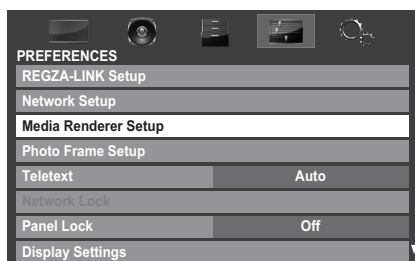 PREFERENCES
REGZA-LINK Setup
Network Setup
Media Renderer Setup
Photo Frame Setup
Teletext Auto
Network Lock
Panel Lock Off
Display Settings